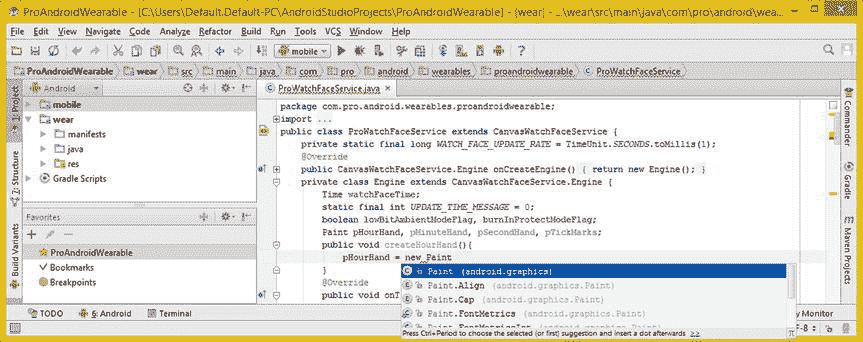 ProAndroidWearable - [C:\Users\Default.Default-PC\AndroidStudioProjects\ProAndroidWearable] - [wear] - ...\wear\src\main\java\com\pro\android\wea...
File Edit View Navigate Code Analyze Refactor Build Run Tools VCS Window Help
mobile
ProAndroidWearable wear src main java com pro android wearables proandroidwearable ProWatchFaceService
1: Project
2: Structure
Build Variants
Android
mobile
wear
manifests
java
res
Gradle Scripts
Favorites
ProAndroidWearable
Bookmarks
Breakpoints
ProWatchFaceService.java
package com.pro.android.wearables.proandroidwearable;
import ...
public class ProWatchFaceService extends CanvasWatchFaceService {
private static final long WATCH_FACE_UPDATE_RATE = TimeUnit.SECONDS.toMillis(1);
@Override
public CanvasWatchFaceService.Engine onCreateEngine() { return new Engine(); }
private class Engine extends CanvasWatchFaceService.Engine {
Time watchFaceTime;
static final int UPDATE_TIME_MESSAGE = 0;
boolean lowBitAmbientModeFlag, burnInProtectModeFlag;
Paint pHourHand, pMinuteHand, pSecondHand, pTickMarks;
public void createHourHand(){
pHourHand = new Paint
}
@Override
public void onT
Paint (android.graphics)
Paint.Align (android.graphics.Paint)
Paint.Cap (android.graphics.Paint)
Paint.FontMetrics (android.graphics.Paint)
Paint.FontMetricsInt (android.graphics.Paint)
Press Ctrl+Period to choose the selected (or first) suggestion and insert a dot afterwards >>
π
Commander
Gradle
Maven Projects
TODO 6: Android Terminal
y Monitor
F-8